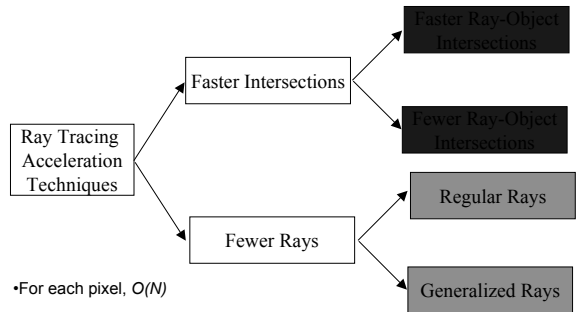 Faster Ray-Object
Intersections
Faster Intersections
Fewer Ray-Object
Intersections
Ray Tracing
Acceleration
Techniques
Regular Rays
Fewer Rays
•For each pixel, O(N)
Generalized Rays